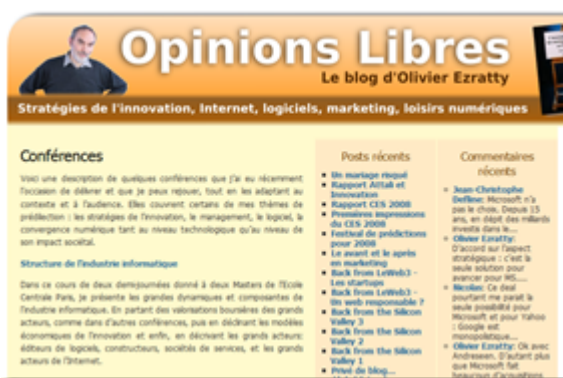 Opinions Libres
Le blog d'Olivier Ezratty
Stratégies de l'innovation, Internet, logiciels, marketing, loisirs numériques
Conférences
Voici une description de quelques conférences que j'ai eu récemment
l'occasion de délivrer et que je peux rejouer, tout en les adaptant au
contexte et à l'audience. Elles couvrent certains de mes thèmes de
prédilection : les stratégies de l'innovation, le management, le logiciel, la
convergence numérique tant au niveau technologique qu'au niveau de
son impact sociétal.
Structure de l'industrie informatique
Dans ce cours de deux demi-journées donné à deux Masters de l'Ecole
Centrale Paris, je présente les grandes dynamiques et composantes de
l'industrie informatique. En partant des valorisations boursières des grands
acteurs, comme dans d'autres conférences, puis en déclinant les modèles
économiques de l'innovation et enfin, en décrivant les grands acteurs:
éditeurs de logiciels, constructeurs, sociétés de services, et les grands
acteurs de l'Internet.
Posts récents
Un mariage risqué
Rapport Attali et
Innovation
Rapport CES 2008
Premières impressions
du CES 2008
Festival de prédictions
pour 2008
Le avant et le après
en marketing
Back from LeWeb3 -
Les startups
Back from LeWeb3 -
Un web responsable ?
Back from the Silicon
Valley 3
Back from the Silicon
Valley 2
Back from the Silicon
Valley 1
Privé de blog...
Commentaires
récents
Jean-Christophe
Defline: Microsoft n'a
pas le choix. Depuis 15
ans, en dépit des milliards
investis dans le...
Olivier Ezratty:
D'accord sur l'aspect
stratégique : c'est la
seule solution pour
avancer pour MS....
Nicolas: Ce deal
pourtant me parait la
seule possibilité pour
Microsoft et pour Yahoo
: Google est
monopolistique...
Olivier Ezratty: Ok avec
Andreseen. D'autant plus
que Microsoft fait
beaucoup d'acquisitions